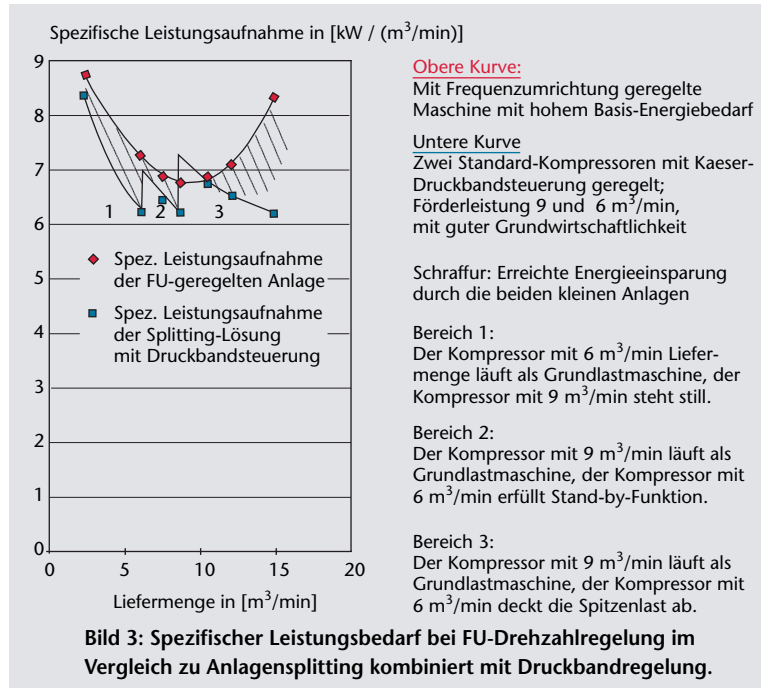 Spezifische Leistungsaufnahme in [kW / (m³/min)]
9
8
7
6
5
4
3
2
1
0
0 5 10 15 20
Liefermenge in [m³/min]
1 2 3
Spez. Leistungsaufnahme
der FU-geregelten Anlage
Spez. Leistungsaufnahme
der Splitting-Lösung
mit Druckbandsteuerung
Obere Kurve:
Mit Frequenzumrichtung geregelte
Maschine mit hohem Basis-Energiebedarf
Untere Kurve
Zwei Standard-Kompressoren mit Kaeser-
Druckbandsteuerung geregelt;
Förderleistung 9 und 6 m³/min,
mit guter Grundwirtschaftlichkeit
Schraffur: Erreichte Energieeinsparung
durch die beiden kleinen Anlagen
Bereich 1:
Der Kompressor mit 6 m³/min Liefer-
menge läuft als Grundlastmaschine, der
Kompressor mit 9 m³/min steht still.
Bereich 2:
Der Kompressor mit 9 m³/min läuft als
Grundlastmaschine, der Kompressor mit
6 m³/min erfüllt Stand-by-Funktion.
Bereich 3:
Der Kompressor mit 9 m³/min läuft als
Grundlastmaschine, der Kompressor mit
6 m³/min deckt die Spitzenlast ab.
Bild 3: Spezifischer Leistungsbedarf bei FU-Drehzahlregelung im
Vergleich zu Anlagensplitting kombiniert mit Druckbandregelung.